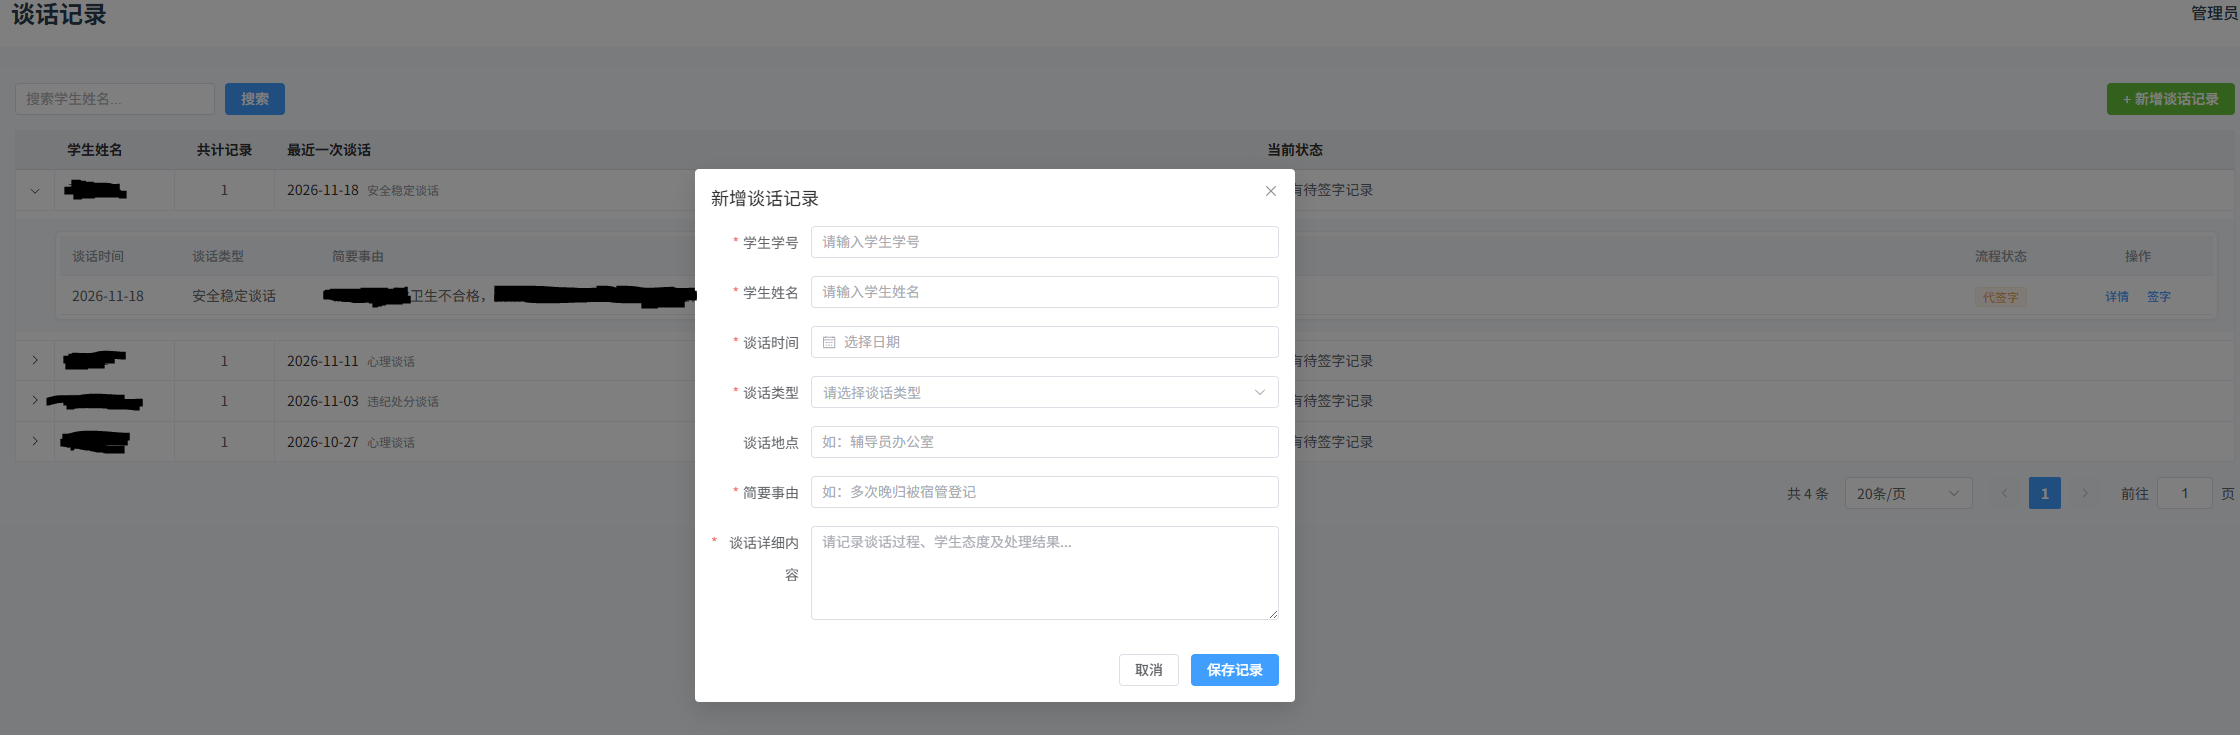 谈话记录
管理员
搜索学生姓名...
搜索
+ 新增谈话记录
学生姓名 共计记录 最近一次谈话 当前状态
1 2026-11-18 安全稳定谈话 有待签字记录
谈话时间 谈话类型 简要事由 流程状态 操作
2026-11-18 安全稳定谈话 卫生不合格， 代签字 详情 签字
1 2026-11-11 心理谈话 有待签字记录
1 2026-11-03 违纪处分谈话 有待签字记录
1 2026-10-27 心理谈话 有待签字记录
共 4 条 20条/页 1 前往 1 页
新增谈话记录
* 学生学号 请输入学生学号
* 学生姓名 请输入学生姓名
* 谈话时间 选择日期
* 谈话类型 请选择谈话类型
谈话地点 如：辅导员办公室
* 简要事由 如：多次晚归被宿管登记
* 谈话详细内
容
请记录谈话过程、学生态度及处理结果...
取消 保存记录